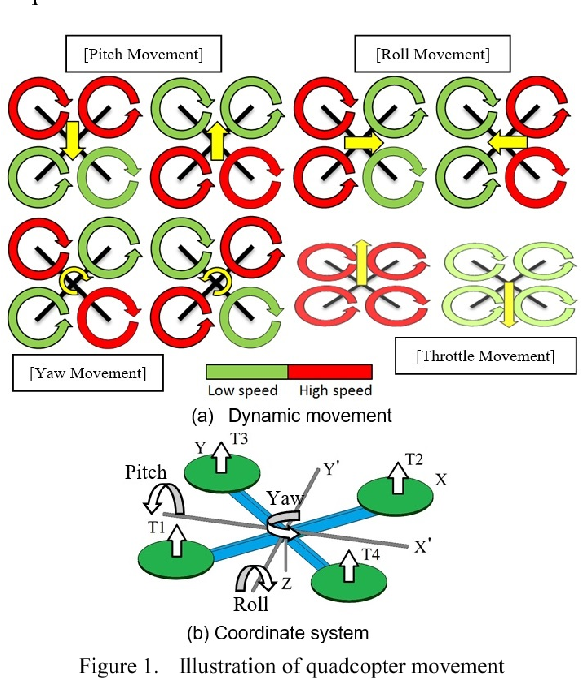 [Pitch Movement]
[Roll Movement]
[Yaw Movement]
[Throttle Movement]
Low speed
High speed
(a) Dynamic movement
T3
Y
Y'
T2
X
Pitch
Yaw
T1
X'
T4
Z
Roll
(b) Coordinate system
Figure 1. Illustration of quadcopter movement